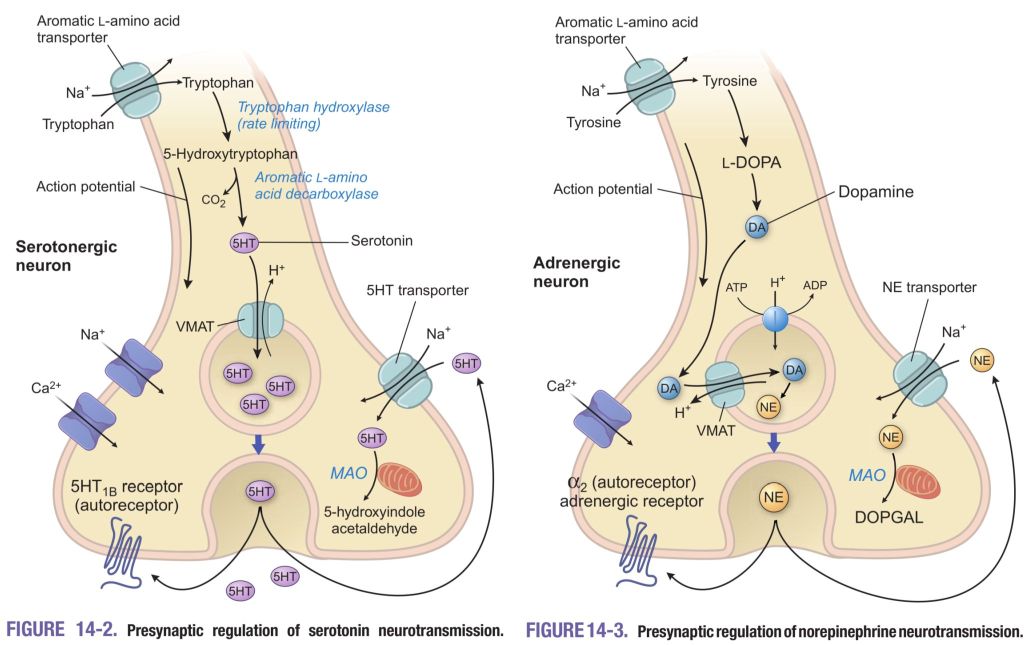 Aromatic L-amino acid
transporter
Na+
Tryptophan
Tryptophan
Tryptophan hydroxylase
(rate limiting)
5-Hydroxytryptophan
Aromatic L-amino
acid decarboxylase
CO2
Action potential
5HT
Serotonin
Serotonergic
neuron
H+
VMAT
5HT transporter
Na+
5HT
Na+
Ca2+
5HT
5HT
5HT
5HT
MAO
5-hydroxyindole
acetaldehyde
5HT1B receptor
(autoreceptor)
5HT
5HT
5HT
FIGURE 14-2. Presynaptic regulation of serotonin neurotransmission.
Aromatic L-amino acid
transporter
Na+
Tyrosine
Tyrosine
L-DOPA
Action potential
DA
Dopamine
Adrenergic
neuron
ATP
H+
ADP
NE transporter
Na+
NE
Ca2+
DA
DA
H+
NE
VMAT
NE
MAO
DOPGAL
α2 (autoreceptor)
adrenergic receptor
NE
FIGURE 14-3. Presynaptic regulation of norepinephrine neurotransmission.